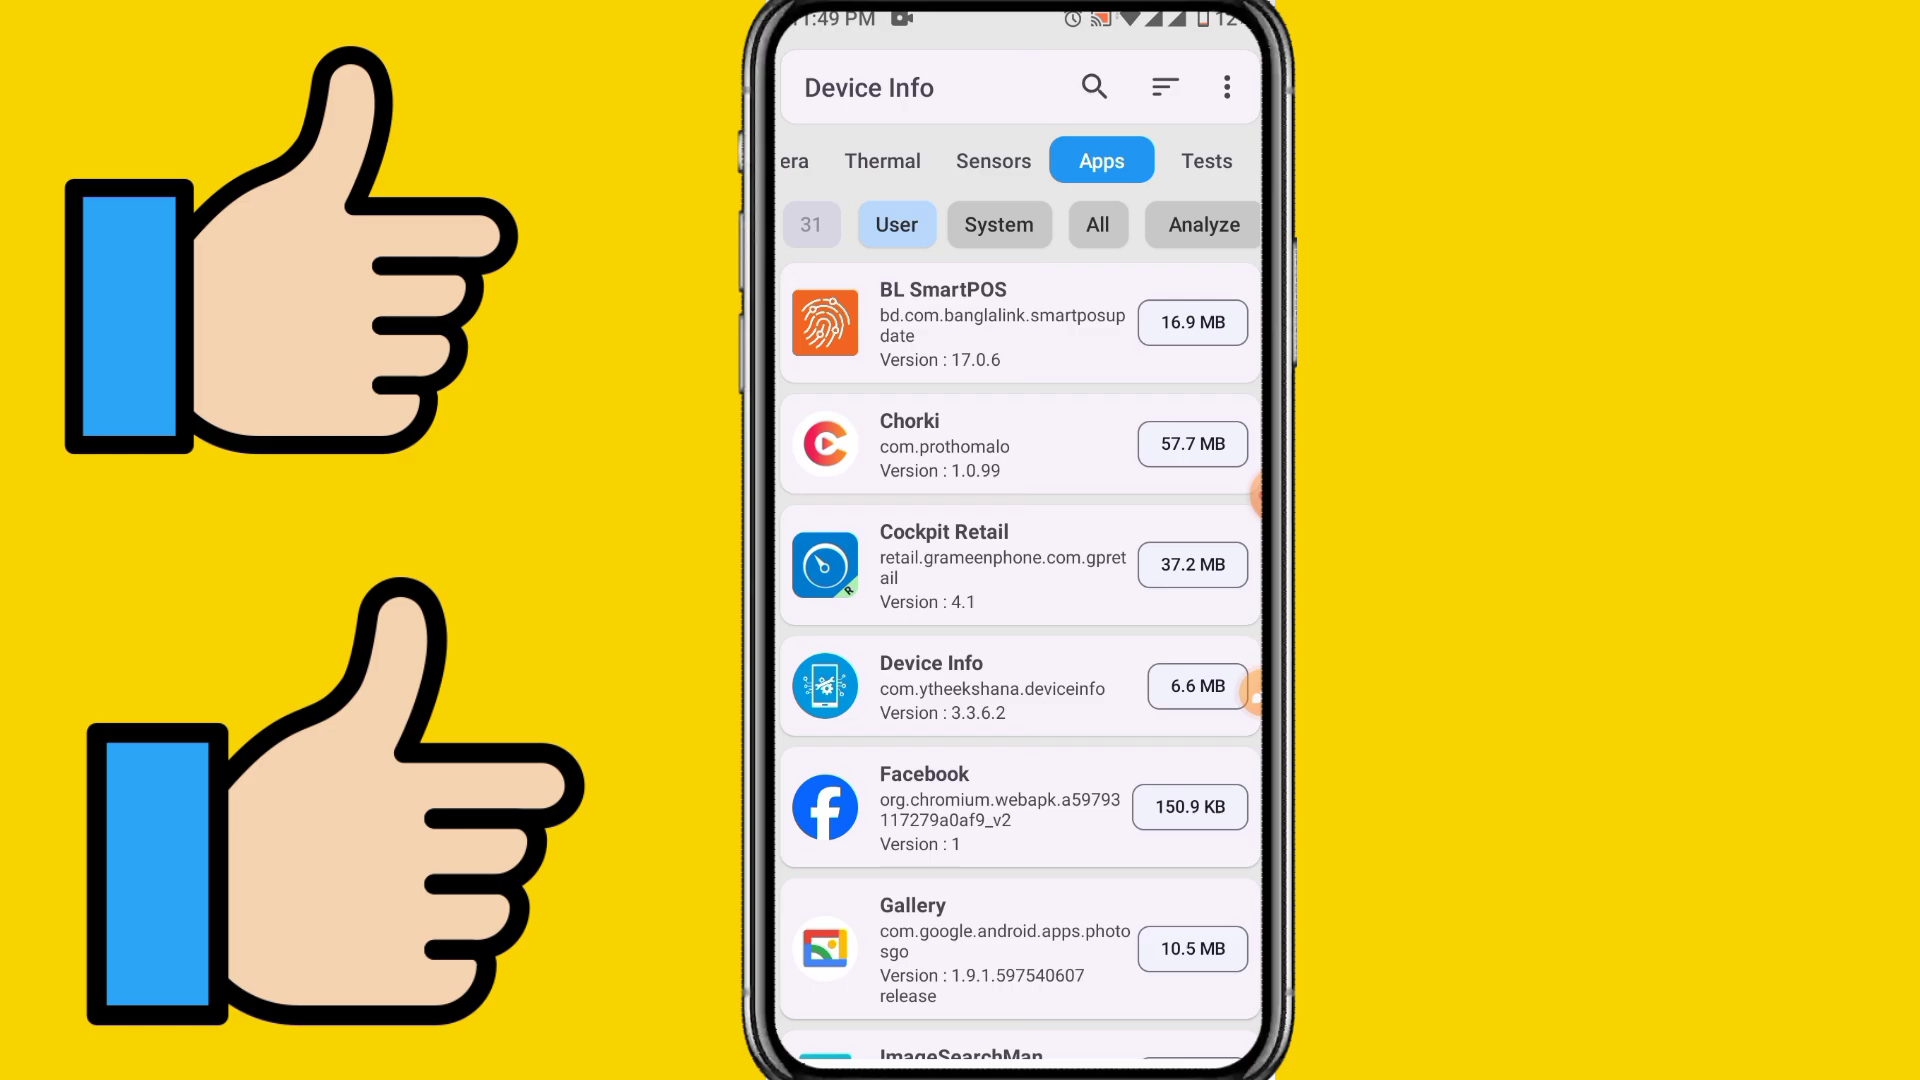 :49 PM
Device Info
era Thermal Sensors Apps Tests
31 User System All Analyze
BL SmartPOS
bd.com.banglalink.smartposup
date
Version : 17.0.6
16.9 MB
Chorki
com.prothomalo
Version : 1.0.99
57.7 MB
Cockpit Retail
retail.grameenphone.com.gpret
ail
Version : 4.1
37.2 MB
R
Device Info
com.ytheekshana.deviceinfo
Version : 3.3.6.2
6.6 MB
Facebook
org.chromium.webapk.a59793
117279a0af9_v2
Version : 1
150.9 KB
Gallery
com.google.android.apps.photo
sgo
Version : 1.9.1.597540607
release
10.5 MB
ImageSearchMan